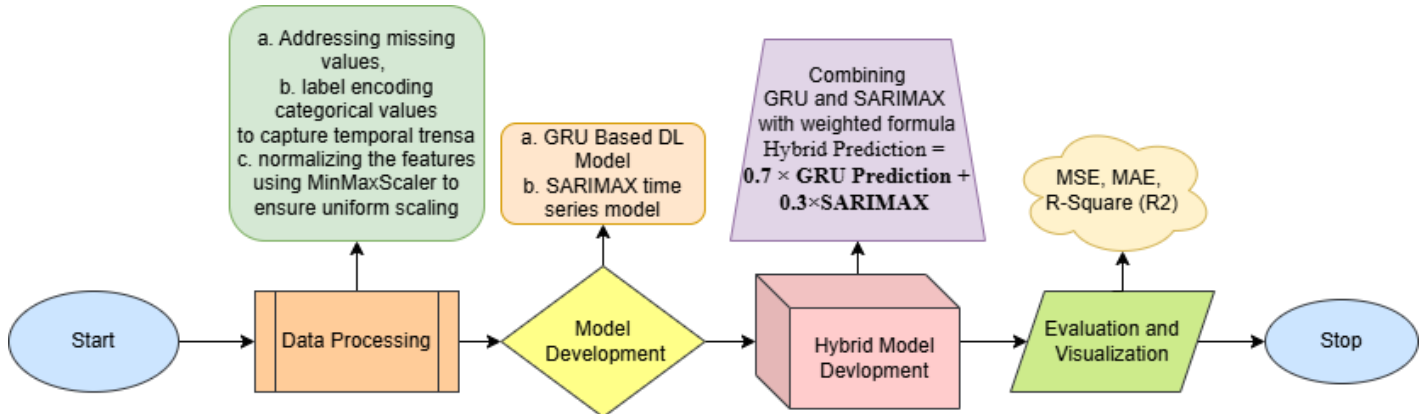 a. Addressing missing
values,
b. label encoding
categorical values
to capture temporal trensa
c. normalizing the features
using MinMaxScaler to
ensure uniform scaling
a. GRU Based DL
Model
b. SARIMAX time
series model
Combining
GRU and SARIMAX
with weighted formula
Hybrid Prediction =
0.7 × GRU Prediction +
0.3×SARIMAX
MSE, MAE,
R-Square (R2)
Start
Data Processing
Model
Development
Hybrid Model
Devlopment
Evaluation and
Visualization
Stop